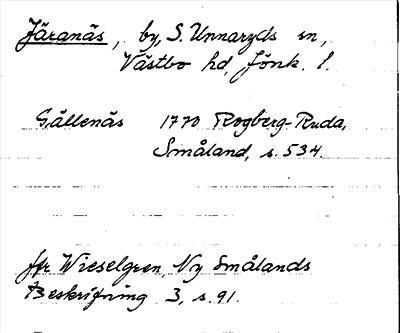 Järanäs, by, S. Unnaryds sn,
Västbo hd, Jönk. l.
Gällenäs 1770 Rogberg-Ruda,
Småland, s. 534.
jfr Wieselgren, Ny Smålands
Beskrifning 3, s. 91.